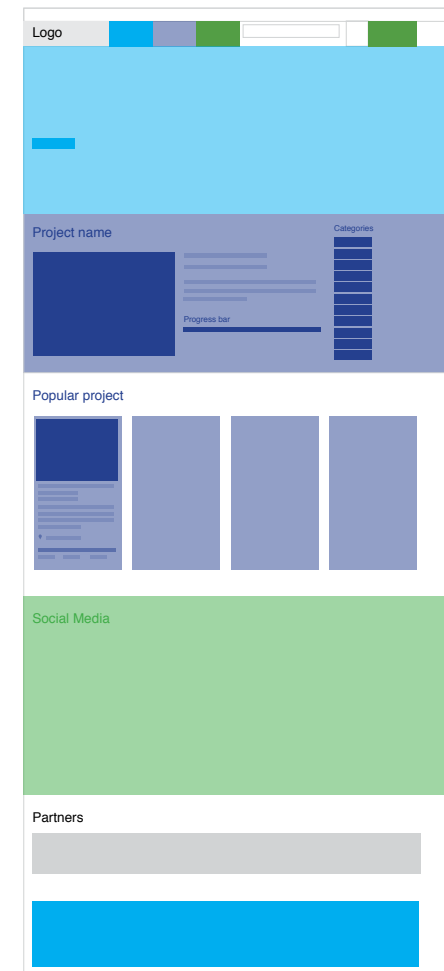 Logo
Project name
Categories
Progress bar
Popular project
Social Media
Partners